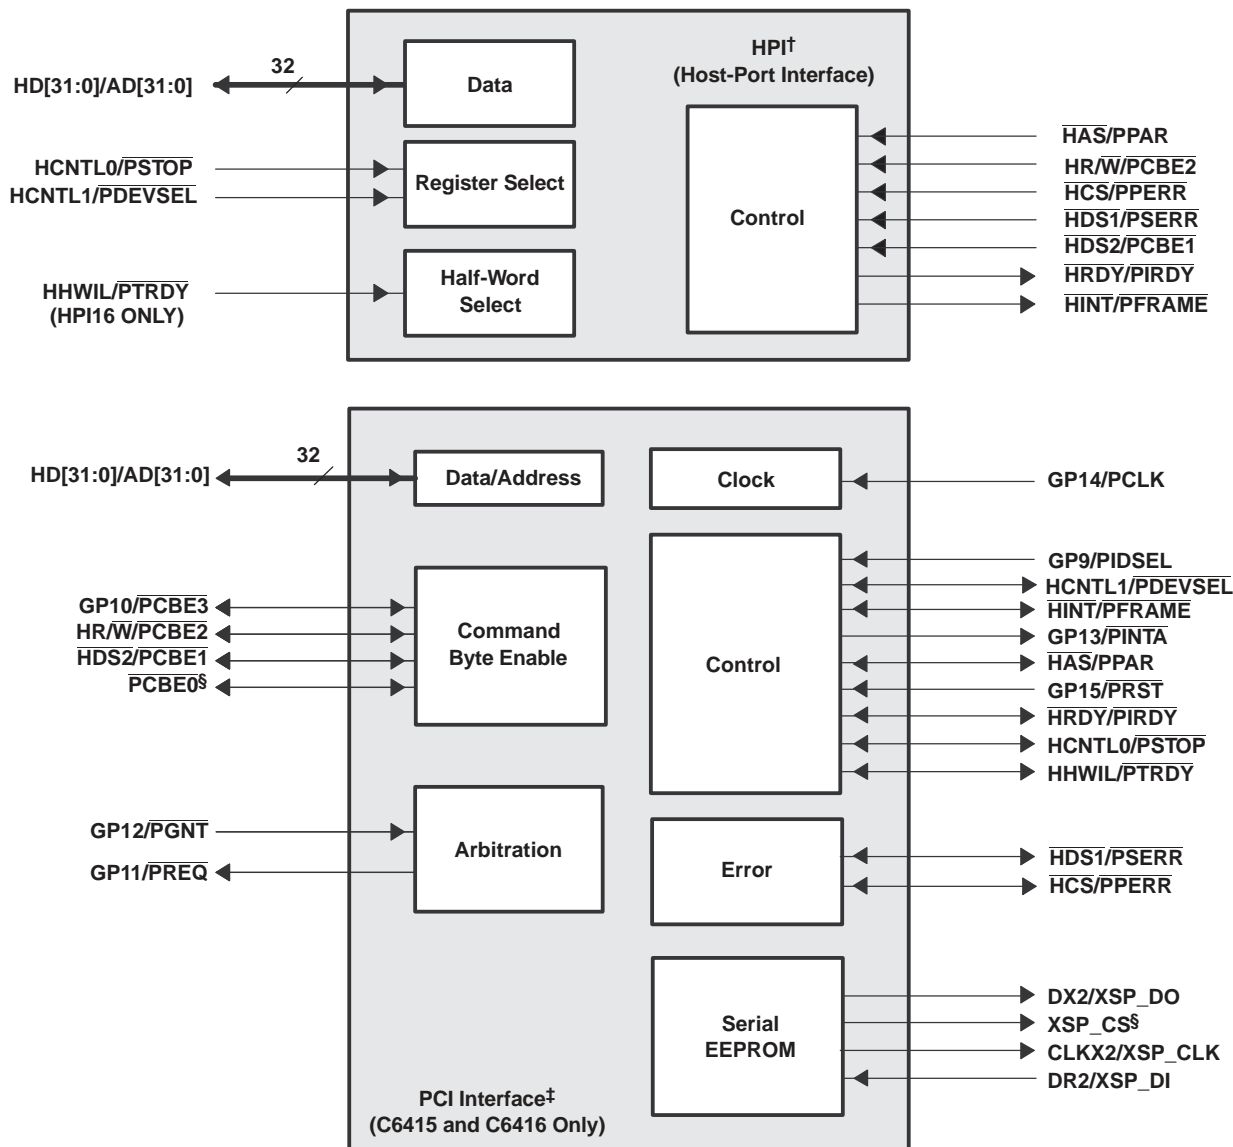 HPI†
(Host-Port Interface)
32
HD[31:0]/AD[31:0]
Data
HCNTL0/PSTOP
HCNTL1/PDEVSEL
Register Select
HHWIL/PTRDY
(HPI16 ONLY)
Half-Word
Select
Control
HAS/PPAR
HR/W/PCBE2
HCS/PPERR
HDS1/PSERR
HDS2/PCBE1
HRDY/PIRDY
HINT/PFRAME
32
HD[31:0]/AD[31:0]
Data/Address
Clock
GP14/PCLK
GP10/PCBE3
HR/W/PCBE2
HDS2/PCBE1
PCBE0§
Command
Byte Enable
Control
GP9/PIDSEL
HCNTL1/PDEVSEL
HINT/PFRAME
GP13/PINTA
HAS/PPAR
GP15/PRST
HRDY/PIRDY
HCNTL0/PSTOP
HHWIL/PTRDY
GP12/PGNT
GP11/PREQ
Arbitration
Error
HDS1/PSERR
HCS/PPERR
Serial
EEPROM
DX2/XSP_DO
XSP_CS§
CLKX2/XSP_CLK
DR2/XSP_DI
PCI Interface‡
(C6415 and C6416 Only)